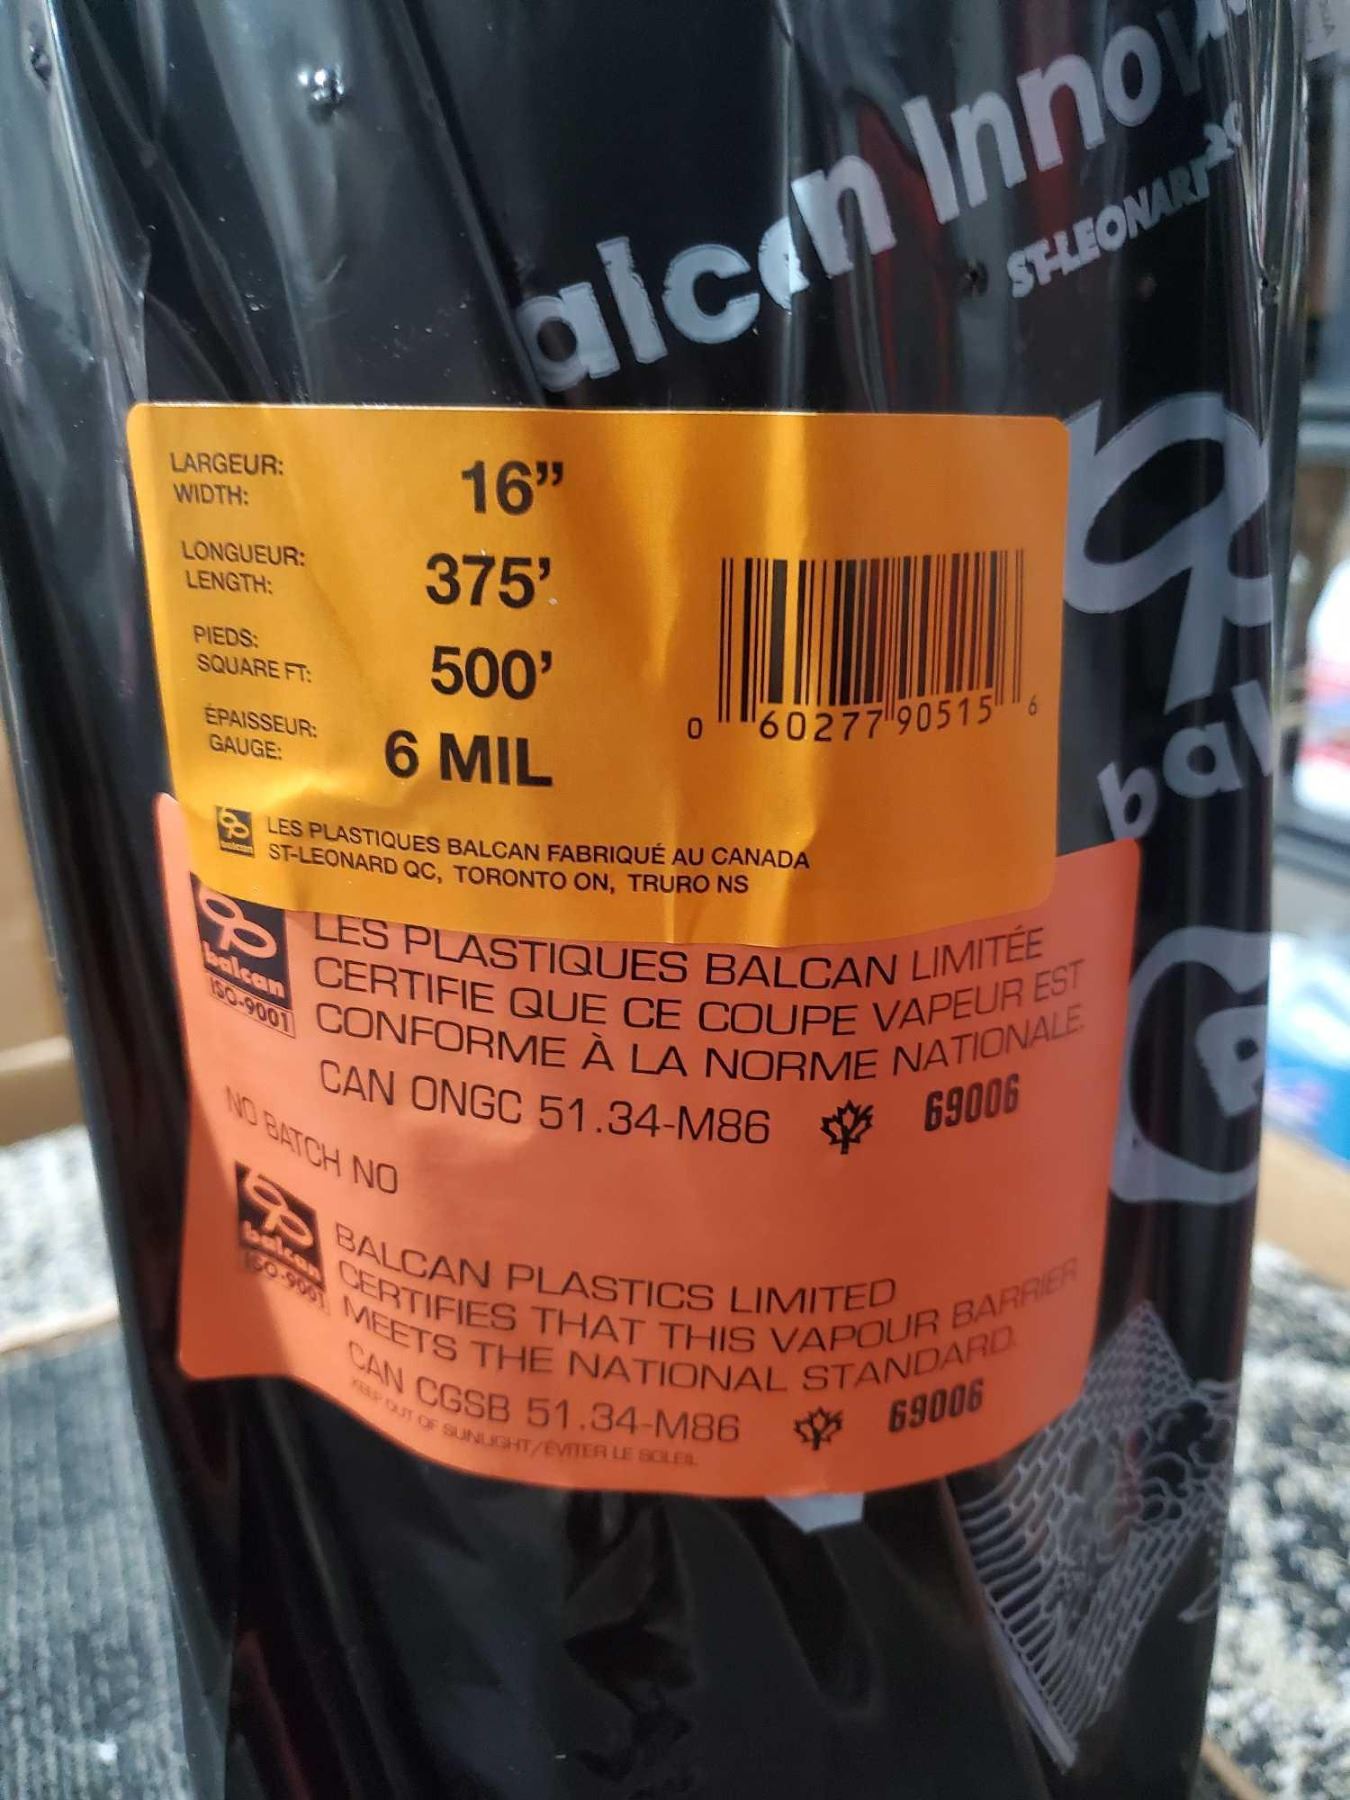 alcan Innov
ST-LEONARD
LARGEUR:
WIDTH: 16”
LONGUEUR:
LENGTH: 375’
PIEDS:
SQUARE FT: 500’
ÉPAISSEUR:
GAUGE: 6 MIL
0 60277 90515 6
balcan
LES PLASTIQUES BALCAN FABRIQUÉ AU CANADA
ST-LEONARD QC, TORONTO ON, TRURO NS
bal
balcan
ISO-9001
LES PLASTIQUES BALCAN LIMITÉE
CERTIFIE QUE CE COUPE VAPEUR EST
CONFORME À LA NORME NATIONALE.
CAN ONGC 51.34-M86 69006
NO BATCH NO
balcan
ISO-9001
BALCAN PLASTICS LIMITED
CERTIFIES THAT THIS VAPOUR BARRIER
MEETS THE NATIONAL STANDARD.
CAN CGSB 51.34-M86 69006
KEEP OUT OF SUNLIGHT/ÉVITER LE SOLEIL